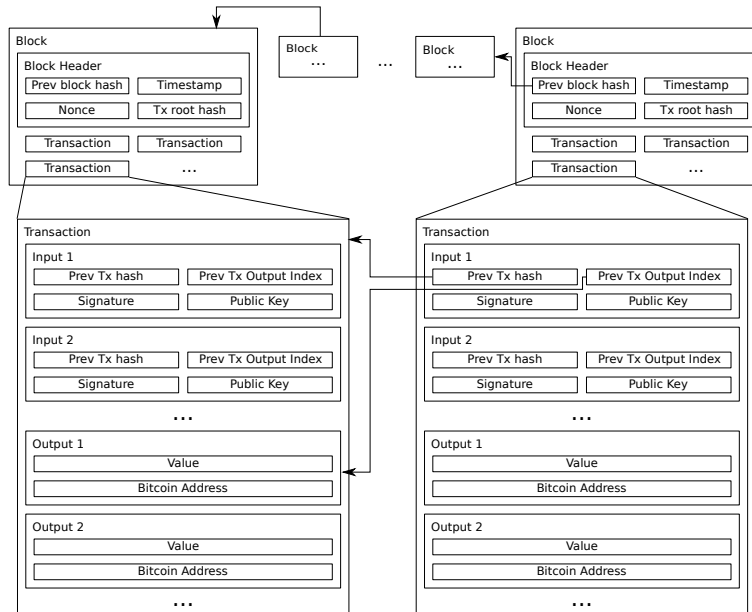 Block
Block Header
Prev block hash
Timestamp
Nonce
Tx root hash
Transaction
Transaction
Transaction
...
Block
...
...
Block
...
Block
Block Header
Prev block hash
Timestamp
Nonce
Tx root hash
Transaction
Transaction
Transaction
...
Transaction
Input 1
Prev Tx hash
Prev Tx Output Index
Signature
Public Key
Input 2
Prev Tx hash
Prev Tx Output Index
Signature
Public Key
...
Output 1
Value
Bitcoin Address
Output 2
Value
Bitcoin Address
...
Transaction
Input 1
Prev Tx hash
Prev Tx Output Index
Signature
Public Key
Input 2
Prev Tx hash
Prev Tx Output Index
Signature
Public Key
...
Output 1
Value
Bitcoin Address
Output 2
Value
Bitcoin Address
...